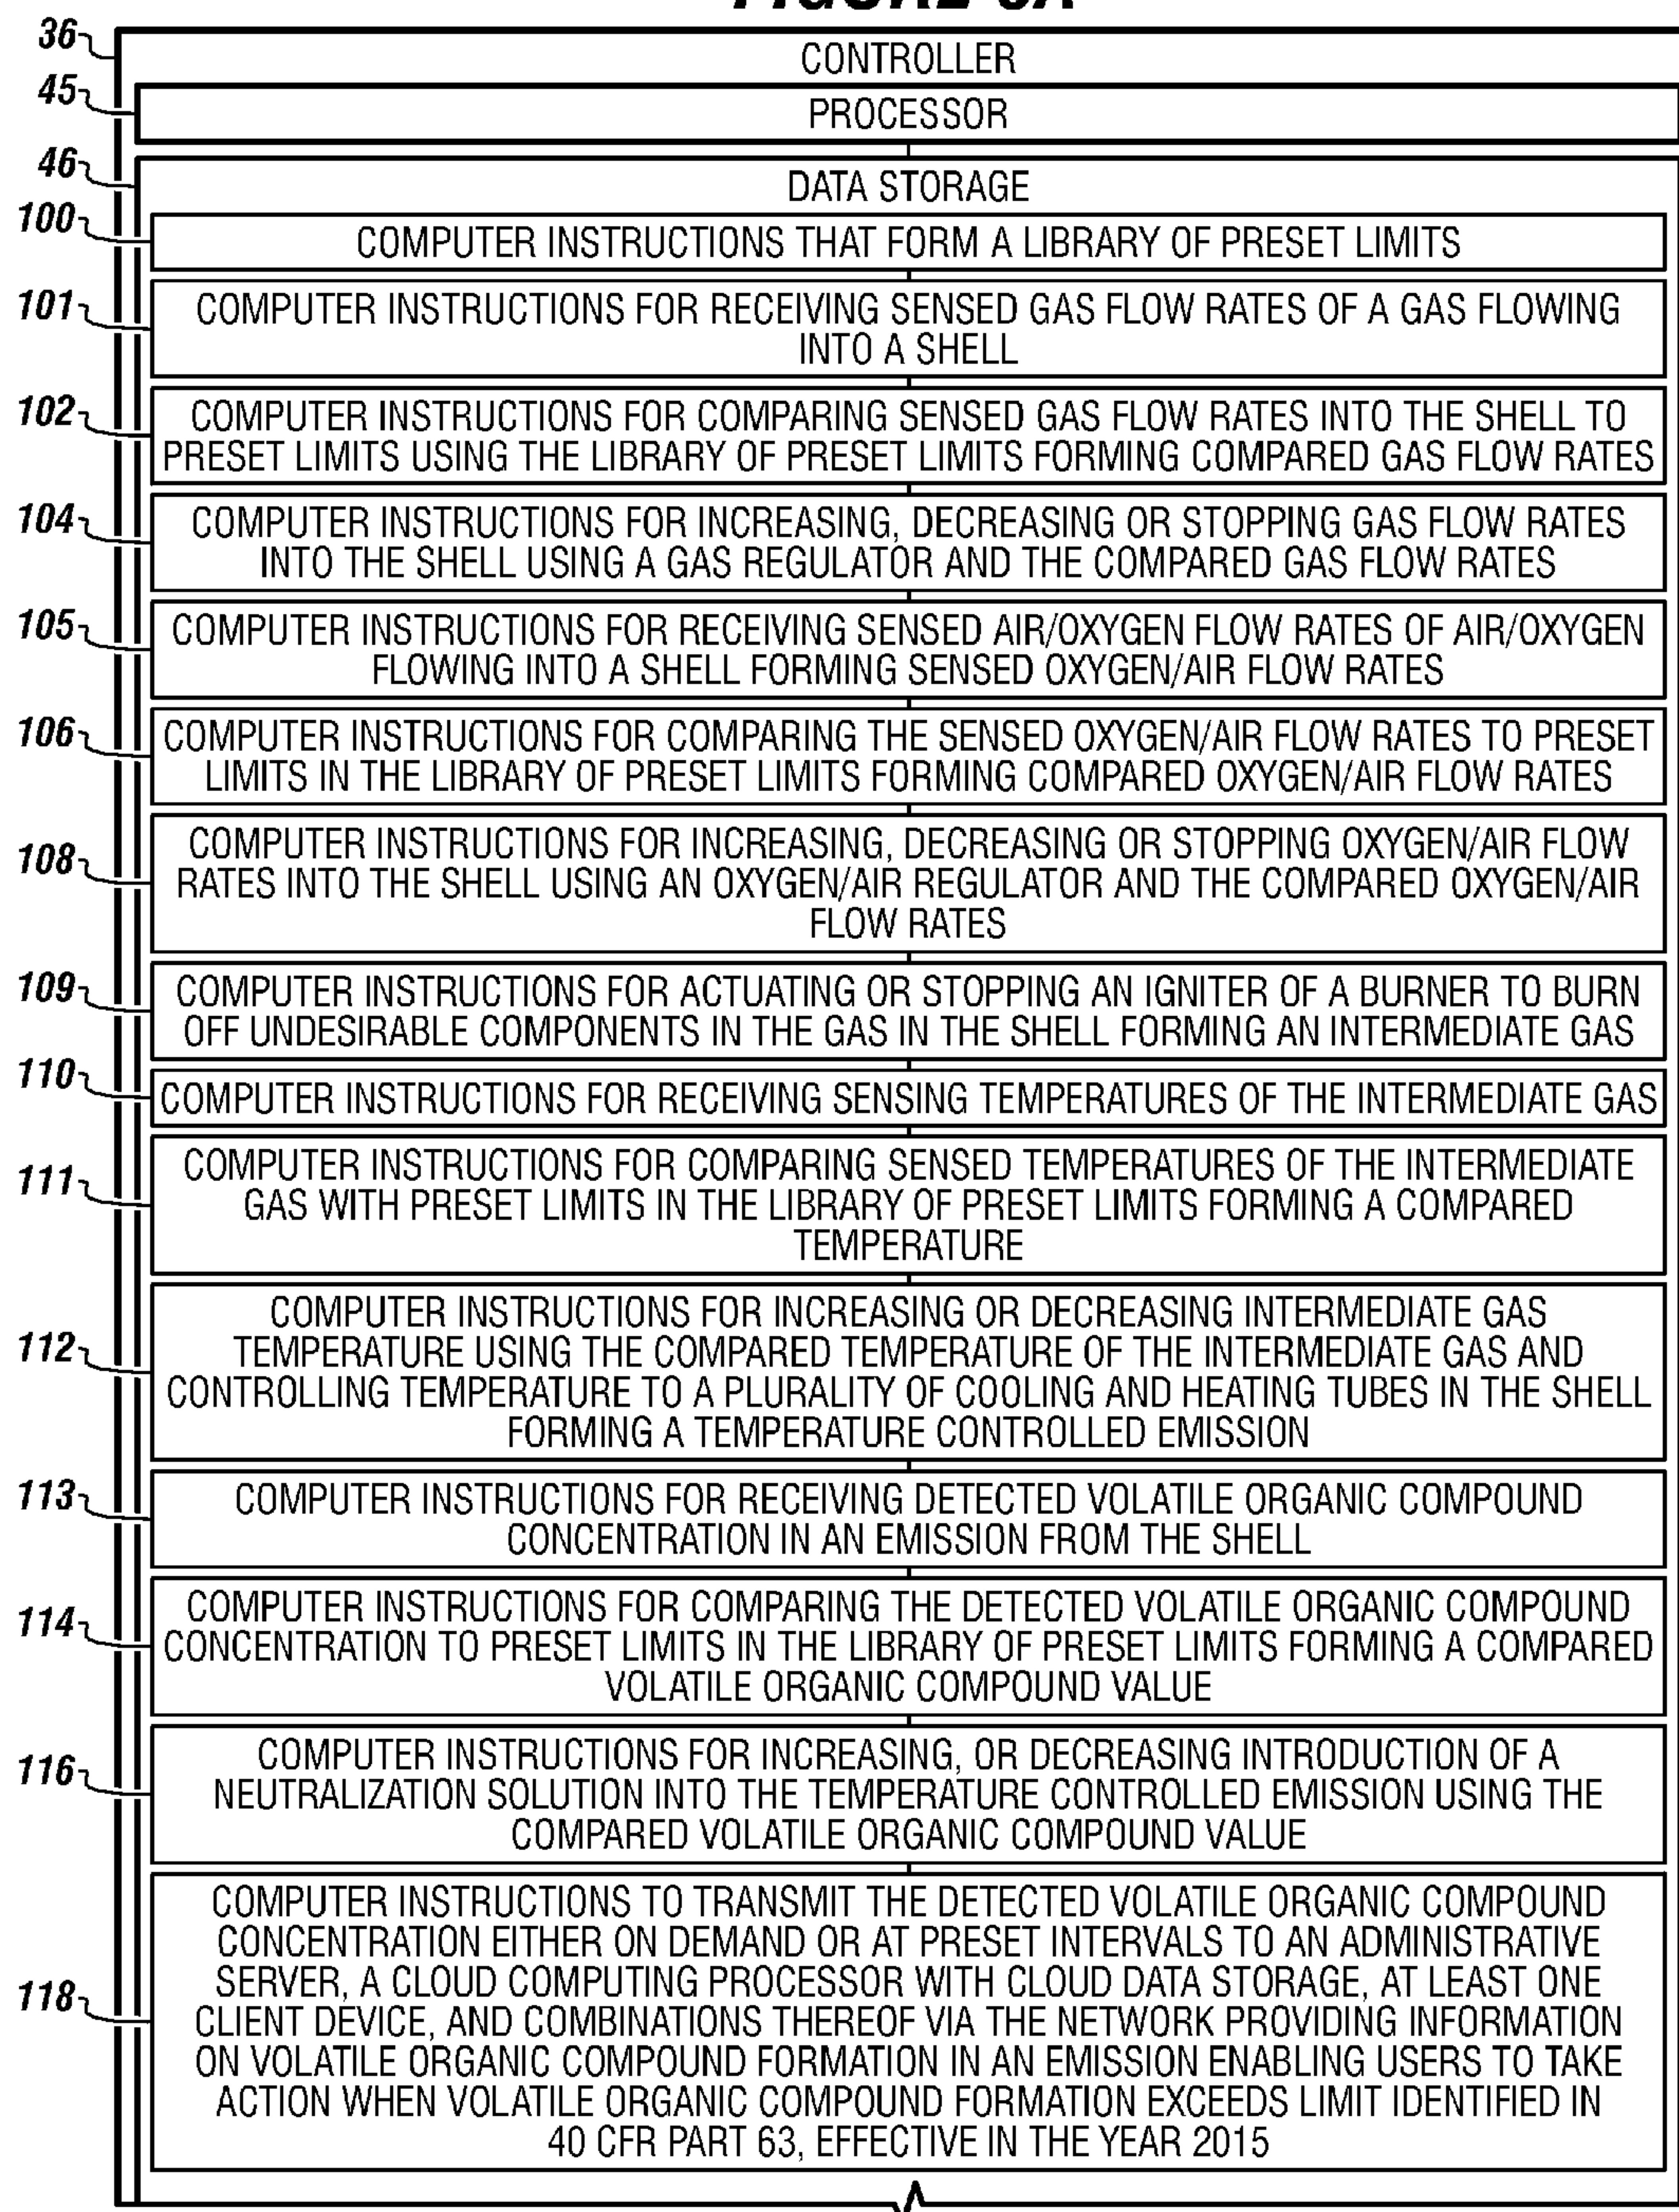 36
CONTROLLER
45
PROCESSOR
46
DATA STORAGE
100
COMPUTER INSTRUCTIONS THAT FORM A LIBRARY OF PRESET LIMITS
101
COMPUTER INSTRUCTIONS FOR RECEIVING SENSED GAS FLOW RATES OF A GAS FLOWING
INTO A SHELL
102
COMPUTER INSTRUCTIONS FOR COMPARING SENSED GAS FLOW RATES INTO THE SHELL TO
PRESET LIMITS USING THE LIBRARY OF PRESET LIMITS FORMING COMPARED GAS FLOW RATES
104
COMPUTER INSTRUCTIONS FOR INCREASING, DECREASING OR STOPPING GAS FLOW RATES
INTO THE SHELL USING A GAS REGULATOR AND THE COMPARED GAS FLOW RATES
105
COMPUTER INSTRUCTIONS FOR RECEIVING SENSED AIR/OXYGEN FLOW RATES OF AIR/OXYGEN
FLOWING INTO A SHELL FORMING SENSED OXYGEN/AIR FLOW RATES
106
COMPUTER INSTRUCTIONS FOR COMPARING THE SENSED OXYGEN/AIR FLOW RATES TO PRESET
LIMITS IN THE LIBRARY OF PRESET LIMITS FORMING COMPARED OXYGEN/AIR FLOW RATES
108
COMPUTER INSTRUCTIONS FOR INCREASING, DECREASING OR STOPPING OXYGEN/AIR FLOW
RATES INTO THE SHELL USING AN OXYGEN/AIR REGULATOR AND THE COMPARED OXYGEN/AIR
FLOW RATES
109
COMPUTER INSTRUCTIONS FOR ACTUATING OR STOPPING AN IGNITER OF A BURNER TO BURN
OFF UNDESIRABLE COMPONENTS IN THE GAS IN THE SHELL FORMING AN INTERMEDIATE GAS
110
COMPUTER INSTRUCTIONS FOR RECEIVING SENSING TEMPERATURES OF THE INTERMEDIATE GAS
111
COMPUTER INSTRUCTIONS FOR COMPARING SENSED TEMPERATURES OF THE INTERMEDIATE
GAS WITH PRESET LIMITS IN THE LIBRARY OF PRESET LIMITS FORMING A COMPARED
TEMPERATURE
112
COMPUTER INSTRUCTIONS FOR INCREASING OR DECREASING INTERMEDIATE GAS
TEMPERATURE USING THE COMPARED TEMPERATURE OF THE INTERMEDIATE GAS AND
CONTROLLING TEMPERATURE TO A PLURALITY OF COOLING AND HEATING TUBES IN THE SHELL
FORMING A TEMPERATURE CONTROLLED EMISSION
113
COMPUTER INSTRUCTIONS FOR RECEIVING DETECTED VOLATILE ORGANIC COMPOUND
CONCENTRATION IN AN EMISSION FROM THE SHELL
114
COMPUTER INSTRUCTIONS FOR COMPARING THE DETECTED VOLATILE ORGANIC COMPOUND
CONCENTRATION TO PRESET LIMITS IN THE LIBRARY OF PRESET LIMITS FORMING A COMPARED
VOLATILE ORGANIC COMPOUND VALUE
116
COMPUTER INSTRUCTIONS FOR INCREASING, OR DECREASING INTRODUCTION OF A
NEUTRALIZATION SOLUTION INTO THE TEMPERATURE CONTROLLED EMISSION USING THE
COMPARED VOLATILE ORGANIC COMPOUND VALUE
118
COMPUTER INSTRUCTIONS TO TRANSMIT THE DETECTED VOLATILE ORGANIC COMPOUND
CONCENTRATION EITHER ON DEMAND OR AT PRESET INTERVALS TO AN ADMINISTRATIVE
SERVER, A CLOUD COMPUTING PROCESSOR WITH CLOUD DATA STORAGE, AT LEAST ONE
CLIENT DEVICE, AND COMBINATIONS THEREOF VIA THE NETWORK PROVIDING INFORMATION
ON VOLATILE ORGANIC COMPOUND FORMATION IN AN EMISSION ENABLING USERS TO TAKE
ACTION WHEN VOLATILE ORGANIC COMPOUND FORMATION EXCEEDS LIMIT IDENTIFIED IN
40 CFR PART 63, EFFECTIVE IN THE YEAR 2015